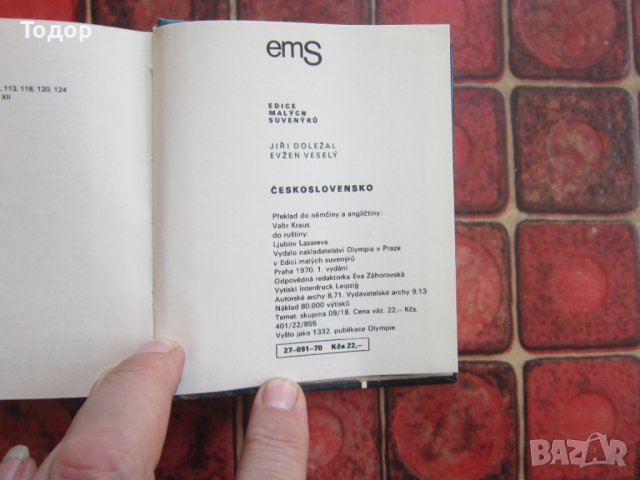 Тодор
, 113, 118, 120, 124
XII
emS
EDICE
MALÝCH
SUVENÝRŮ
JIŘÍ DOLEŽAL
EVŽEN VESELÝ
ČESKOSLOVENSKO
Překlad do němčiny a angličtiny:
Valtr Kraus
do ruštiny:
Ljubov Lazareva
Vydalo nakladatelství Olympia v Praze
v Edici malých suvenýrů
Praha 1970. 1. vydání
Odpovědná redaktorka Eva Záhorovská
Vytiskl Interdruck Leipzig
Autorské archy 8,71. Vydavatelské archy 9,13
Náklad 80.000 výtisků
Temat. skupina 09/18. Cena váz. 22,– Kčs.
401/22/855
Vyšlo jako 1332. publikace Olympie
27–051–70 Kčs 22,–
BAZAR